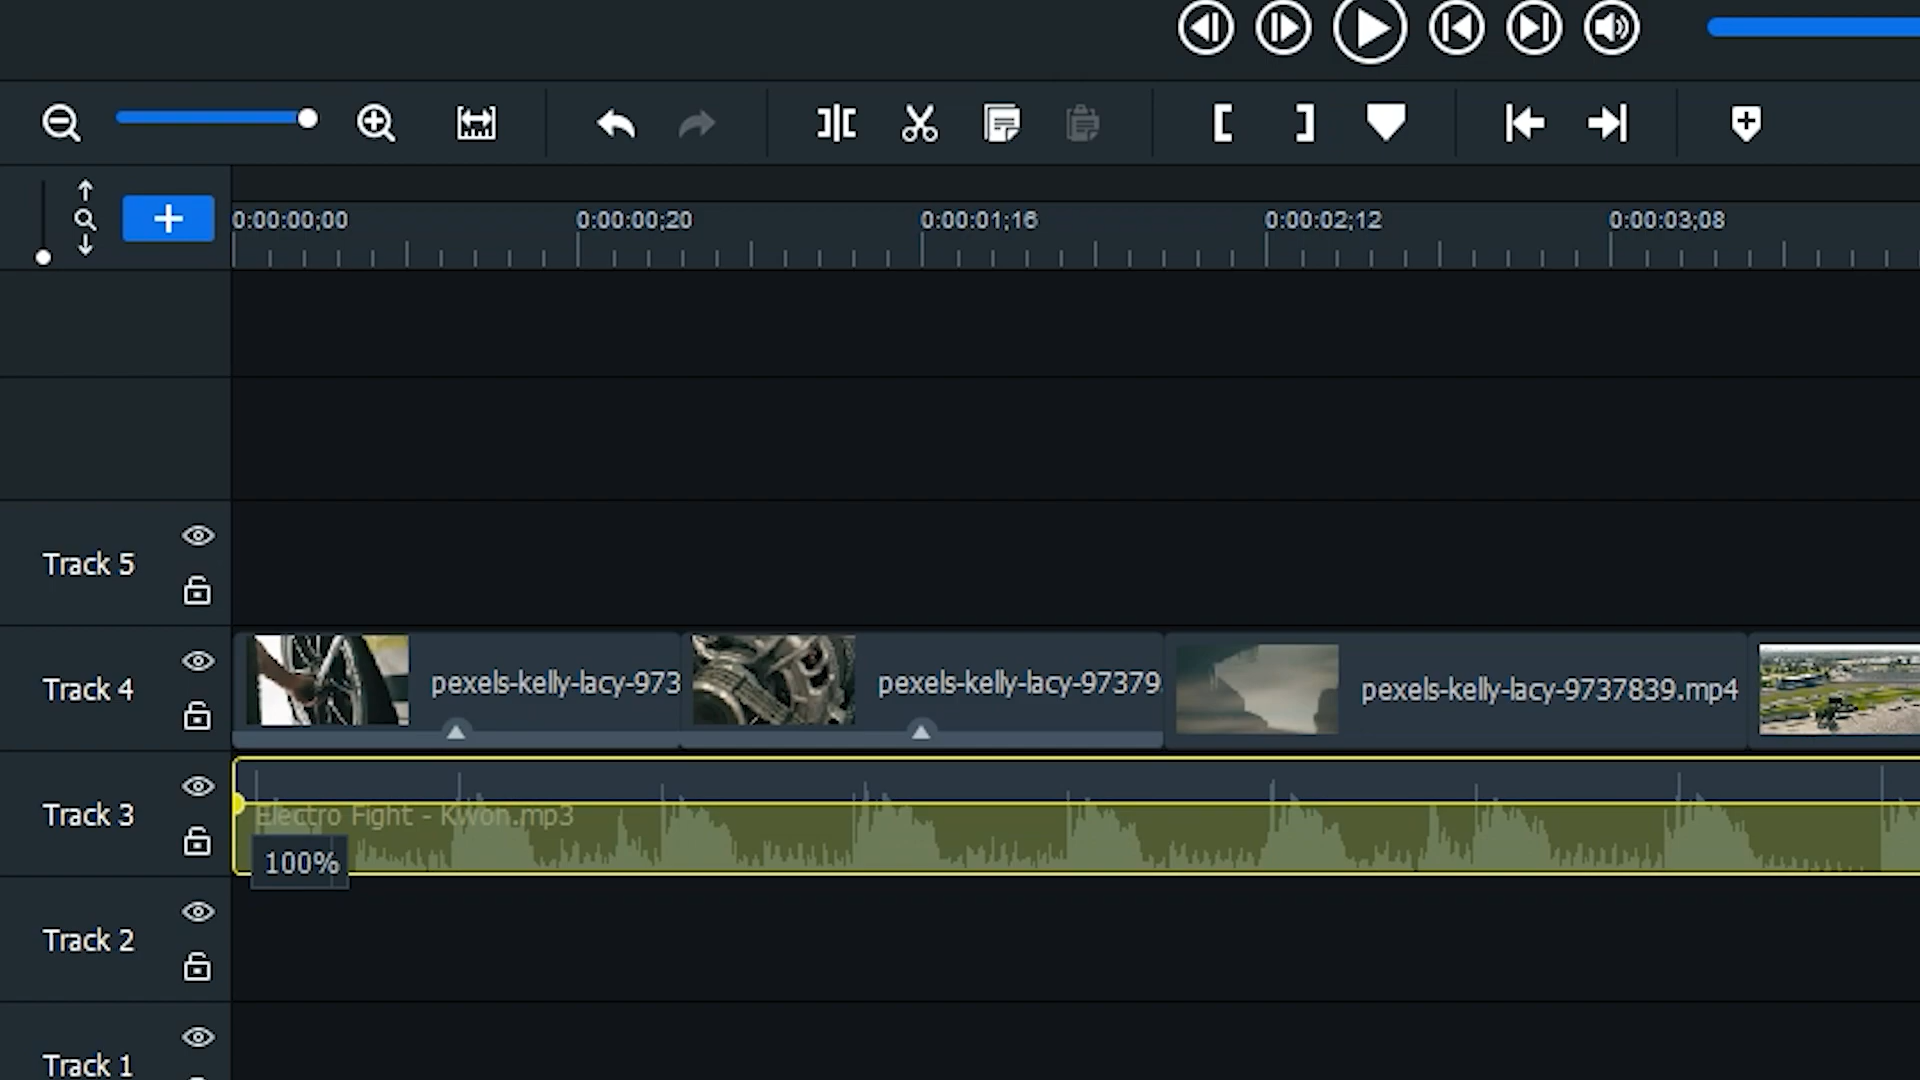 0:00:00;00 0:00:00;20 0:00:01;16 0:00:02;12 0:00:03;08
Track 5
Track 4
pexels-kelly-lacy-973
pexels-kelly-lacy-97379
pexels-kelly-lacy-9737839.mp4
Track 3
Electro Fight - Kwon.mp3
100%
Track 2
Track 1